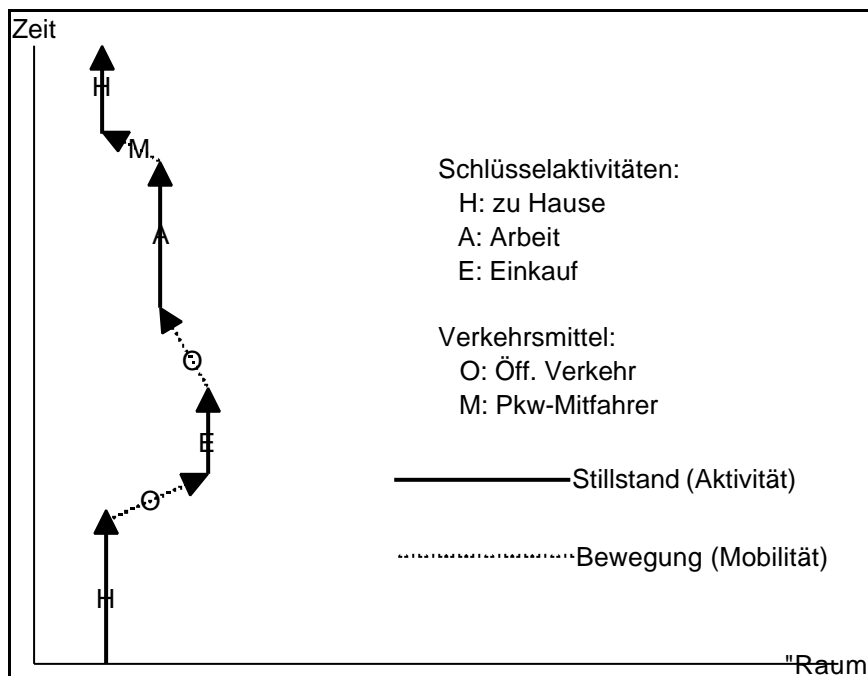 Zeit
H
M
A
O
E
O
H
Schlüsselaktivitäten:
H: zu Hause
A: Arbeit
E: Einkauf
Verkehrsmittel:
O: Öff. Verkehr
M: Pkw-Mitfahrer
Stillstand (Aktivität)
Bewegung (Mobilität)
"Raum